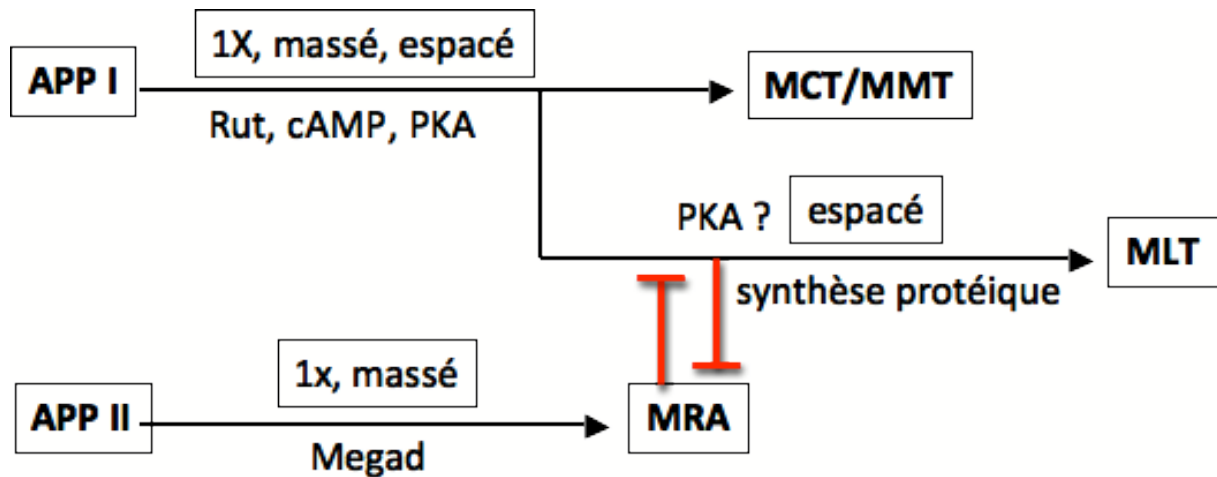 1X, massé, espacé
APP I
MCT/MMT
Rut, cAMP, PKA
PKA ?
espacé
MLT
synthèse protéique
1x, massé
APP II
MRA
Megad